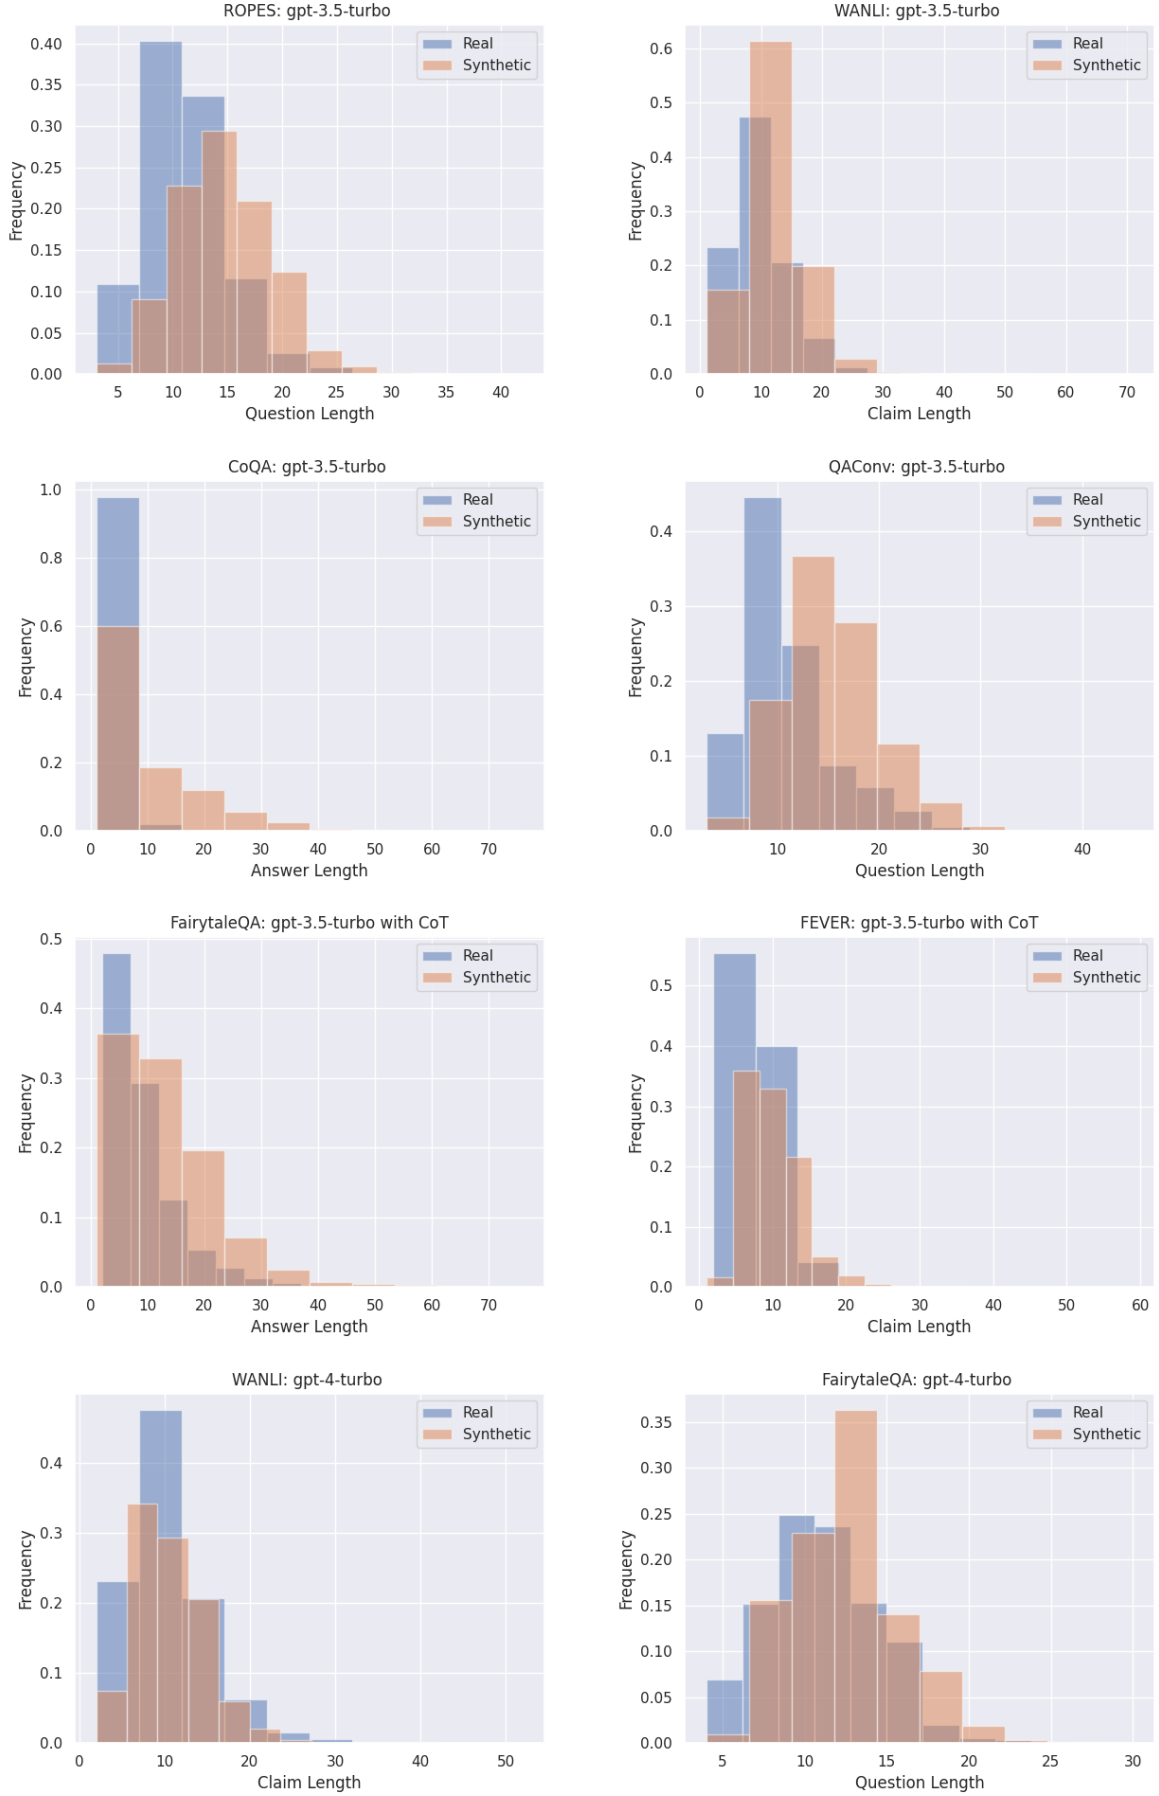 ROPES: gpt-3.5-turbo
Real
Synthetic
0.40
0.35
0.30
0.25
0.20
0.15
0.10
0.05
0.00
Frequency
5 10 15 20 25 30 35 40
Question Length
WANLI: gpt-3.5-turbo
Real
Synthetic
0.6
0.5
0.4
0.3
0.2
0.1
0.0
Frequency
0 10 20 30 40 50 60 70
Claim Length
CoQA: gpt-3.5-turbo
Real
Synthetic
1.0
0.8
0.6
0.4
0.2
0.0
Frequency
0 10 20 30 40 50 60 70
Answer Length
QAConv: gpt-3.5-turbo
Real
Synthetic
0.4
0.3
0.2
0.1
0.0
Frequency
10 20 30 40
Question Length
FairytaleQA: gpt-3.5-turbo with CoT
Real
Synthetic
0.5
0.4
0.3
0.2
0.1
0.0
Frequency
0 10 20 30 40 50 60 70
Answer Length
FEVER: gpt-3.5-turbo with CoT
Real
Synthetic
0.5
0.4
0.3
0.2
0.1
0.0
Frequency
0 10 20 30 40 50 60
Claim Length
WANLI: gpt-4-turbo
Real
Synthetic
0.4
0.3
0.2
0.1
0.0
Frequency
0 10 20 30 40 50
Claim Length
FairytaleQA: gpt-4-turbo
Real
Synthetic
0.35
0.30
0.25
0.20
0.15
0.10
0.05
0.00
Frequency
5 10 15 20 25 30
Question Length